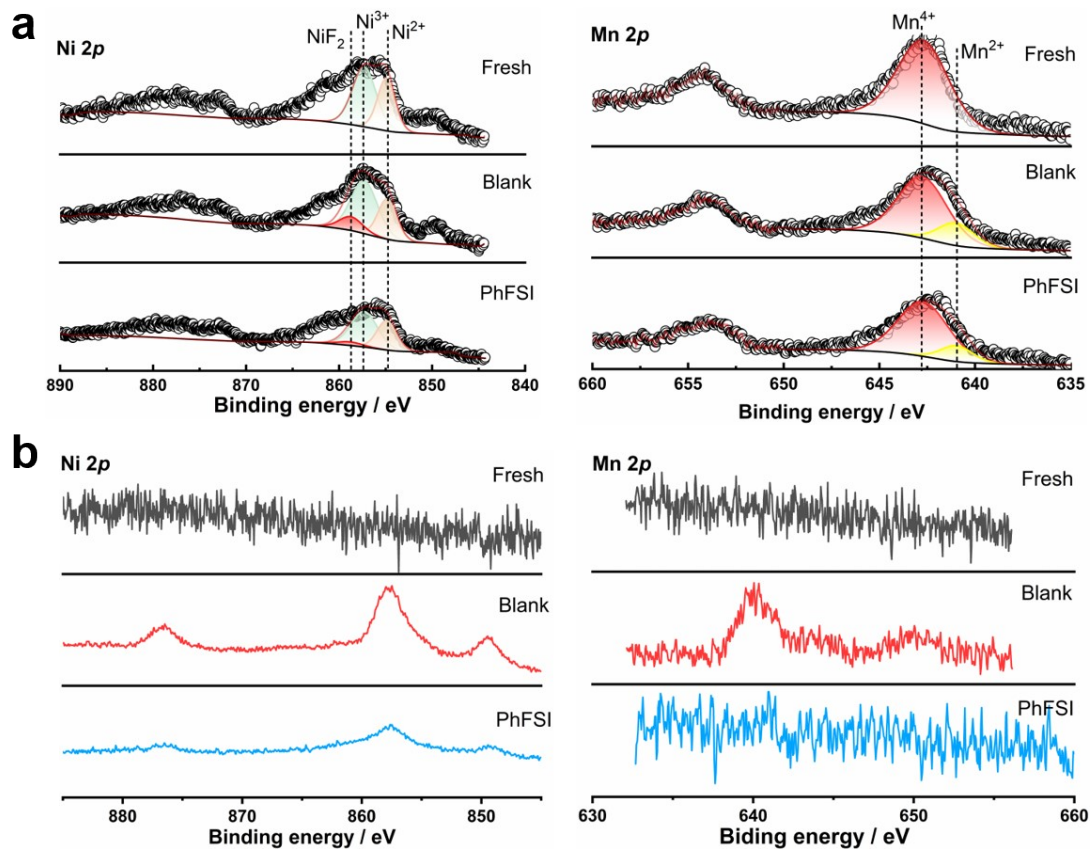 a
Ni 2p
NiF2
Ni3+
Ni2+
Fresh
Blank
PhFSI
890 880 870 860 850 840
Binding energy / eV
Mn 2p
Mn4+
Mn2+
Fresh
Blank
PhFSI
660 655 650 645 640 635
Binding energy / eV
b
Ni 2p
Fresh
Blank
PhFSI
880 870 860 850
Binding energy / eV
Mn 2p
Fresh
Blank
PhFSI
630 640 650 660
Biding energy / eV